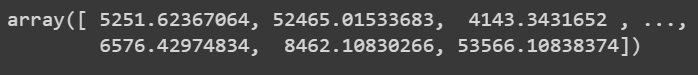 array([ 5251.62367064, 52465.01533683,  4143.3431652 , ...,
        6576.42974834,  8462.10830266, 53566.10838374])